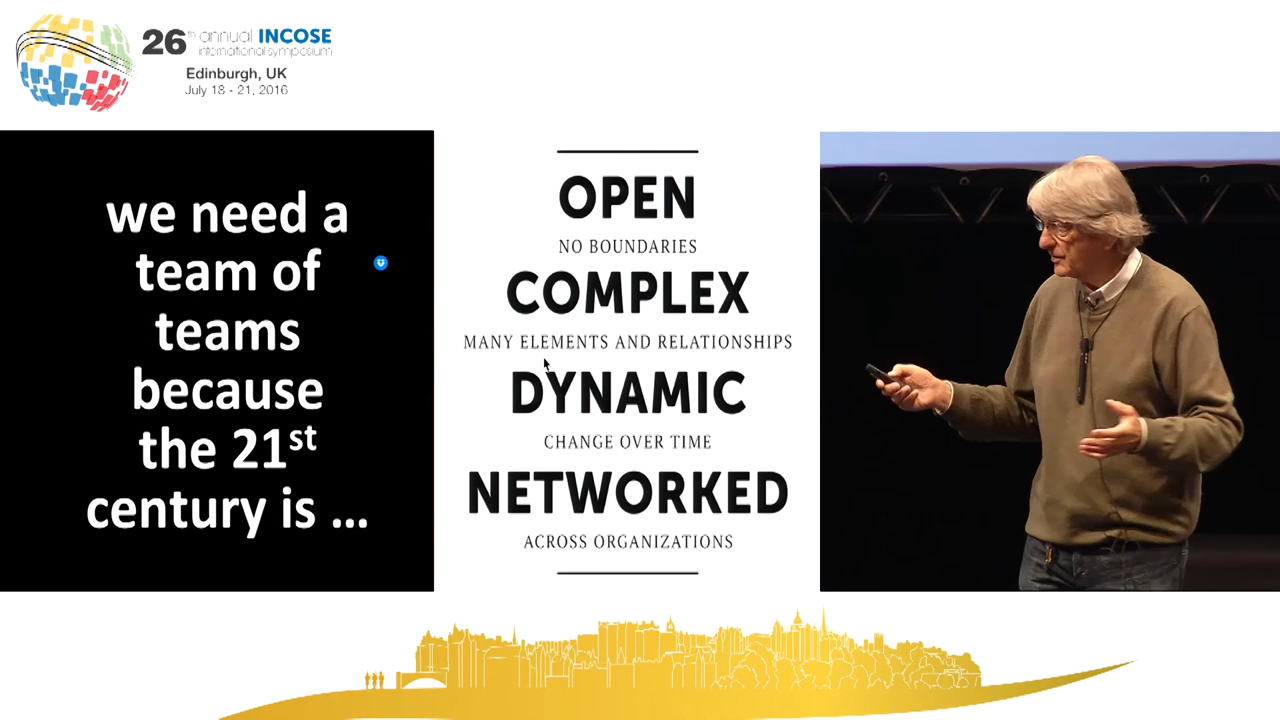 26th annual INCOSE
international symposium
Edinburgh, UK
July 18 - 21, 2016
we need a
team of
teams
because
the 21st
century is ...
OPEN
NO BOUNDARIES
COMPLEX
MANY ELEMENTS AND RELATIONSHIPS
DYNAMIC
CHANGE OVER TIME
NETWORKED
ACROSS ORGANIZATIONS